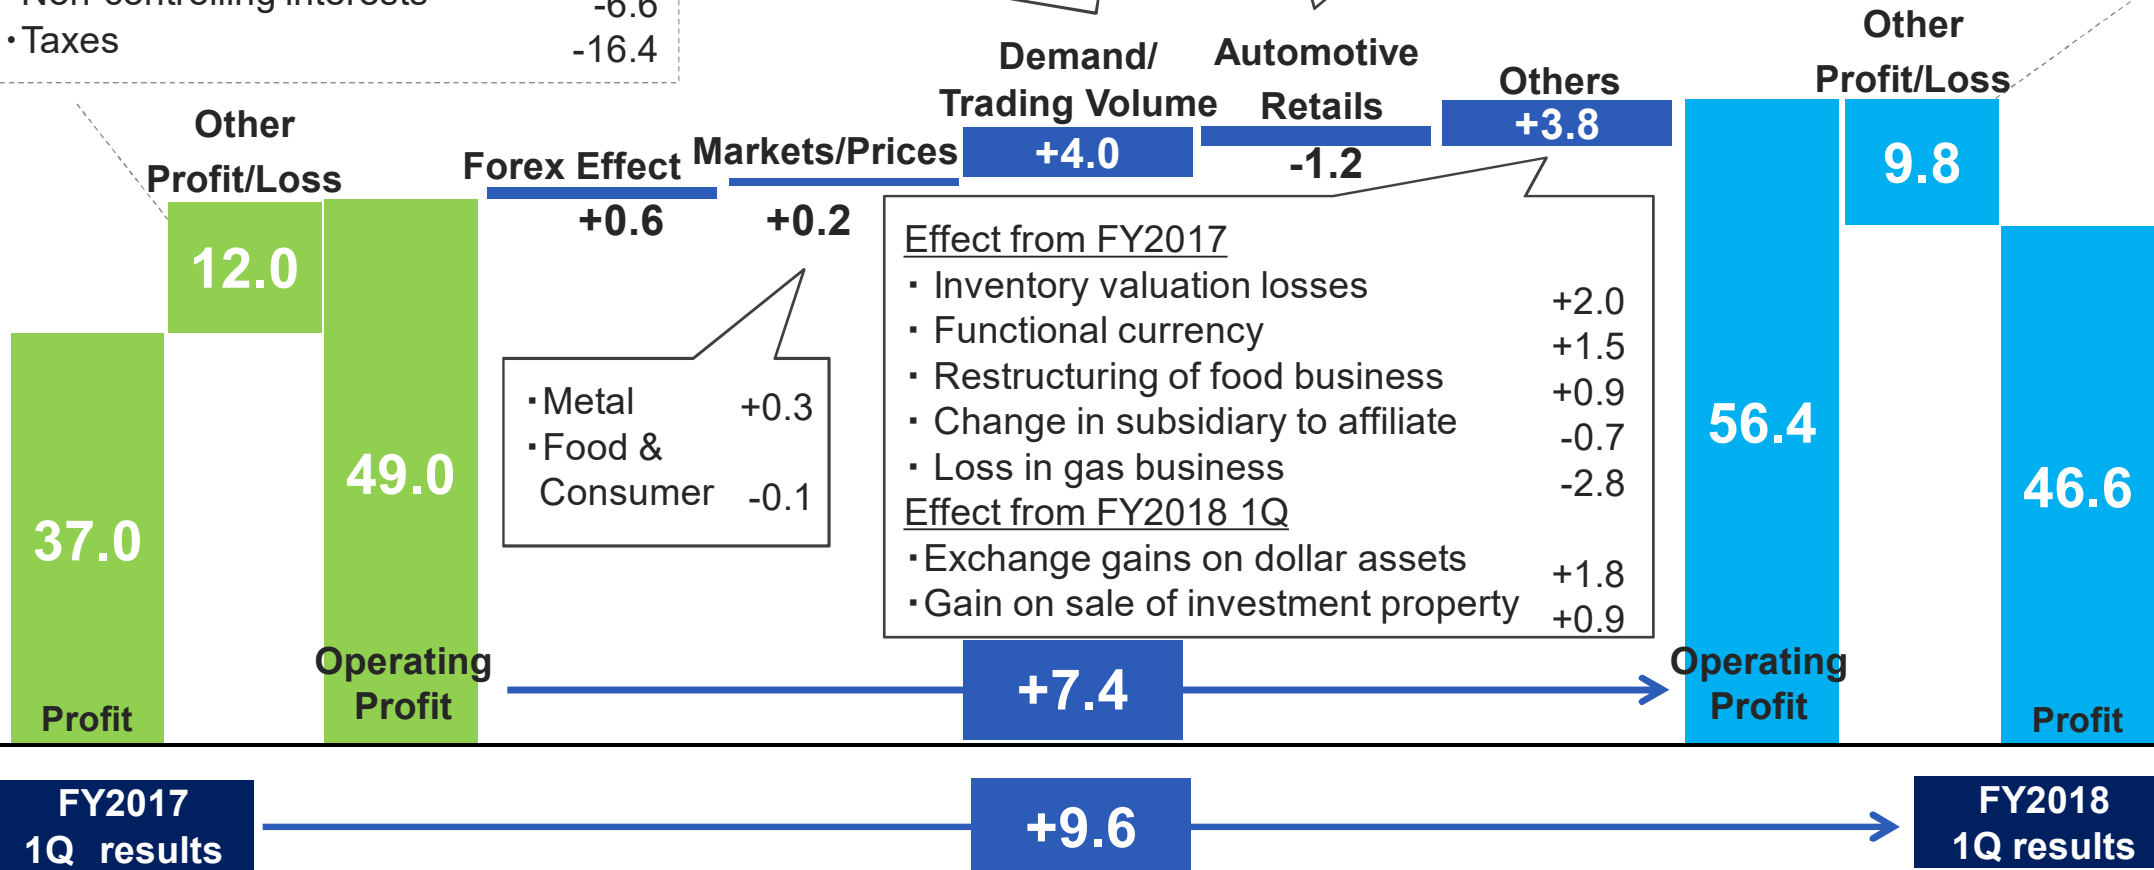 Non-controlling interests -6.6
・Taxes -16.4
Other
Profit/Loss
12.0
37.0
Profit
49.0
Operating
Profit
Forex Effect
+0.6
Markets/Prices
+0.2
・Metal +0.3
・Food &
Consumer -0.1
Demand/
Trading Volume
+4.0
Automotive
Retails
-1.2
Others
+3.8
Effect from FY2017
・ Inventory valuation losses +2.0
・ Functional currency +1.5
・ Restructuring of food business +0.9
・ Change in subsidiary to affiliate -0.7
・ Loss in gas business -2.8
Effect from FY2018 1Q
・Exchange gains on dollar assets +1.8
・Gain on sale of investment property +0.9
+7.4
56.4
Operating
Profit
Other
Profit/Loss
9.8
46.6
Profit
FY2017
1Q results
+9.6
FY2018
1Q results